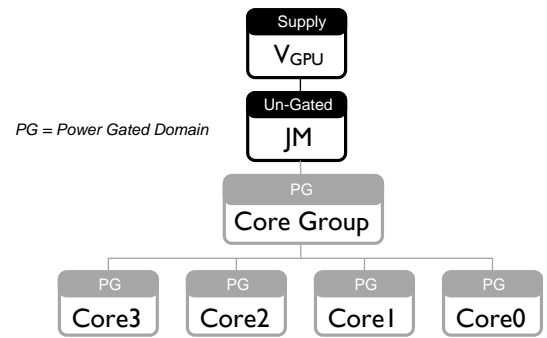 Supply
VGPU
Un-Gated
JM
PG = Power Gated Domain
PG
Core Group
PG
Core3
PG
Core2
PG
Core1
PG
Core0